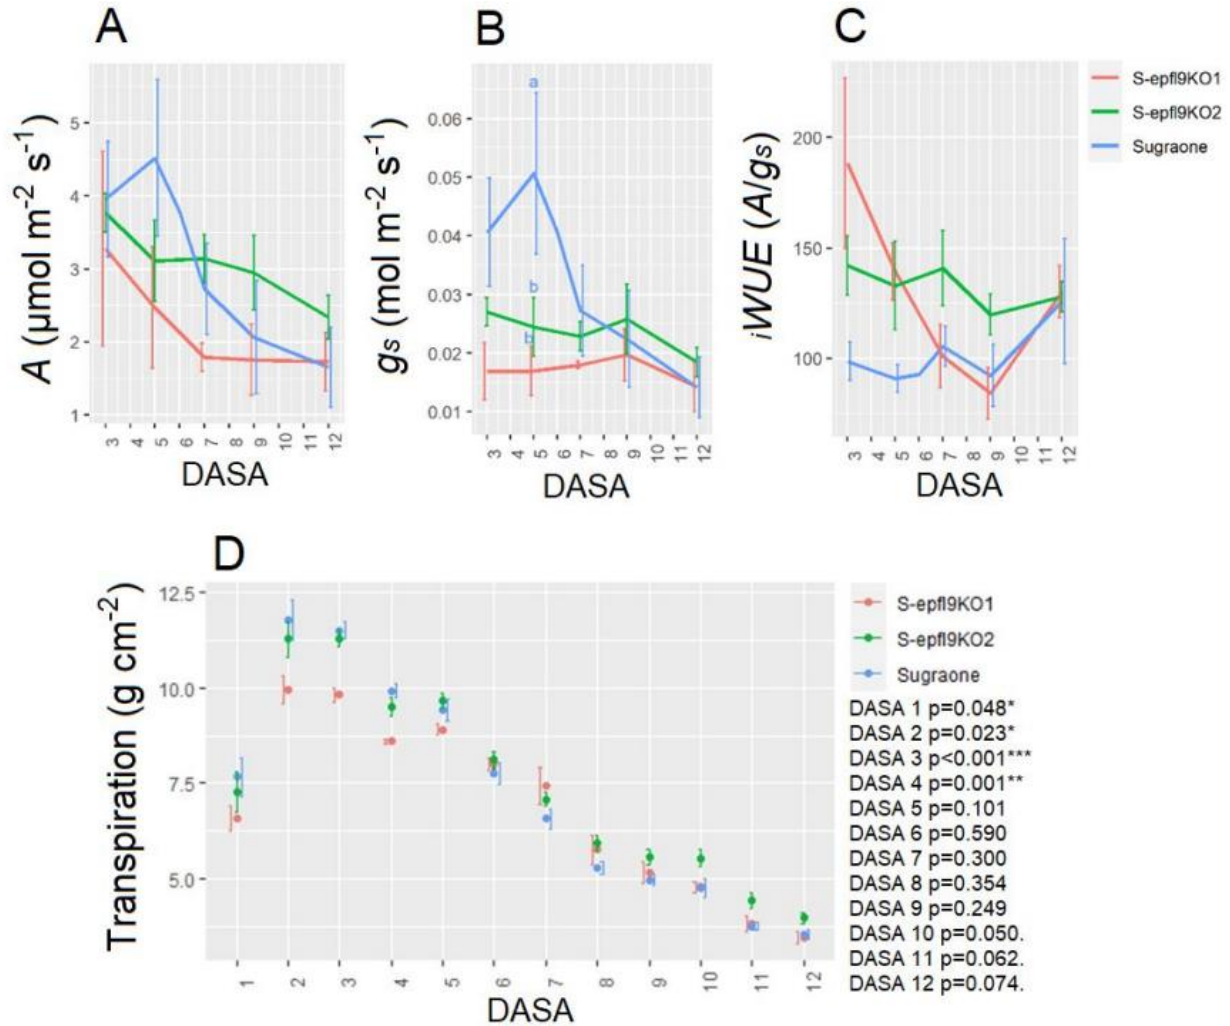 A
B
C
A (µmol m-2 s-1)
5
4
3
2
1
3 4 5 6 7 8 9 10 11 12
DASA
gs (mol m-2 s-1)
0.06
0.05
0.04
0.03
0.02
0.01
a
b
b
3 4 5 6 7 8 9 10 11 12
DASA
iWUE (A/gs)
200
150
100
3 4 5 6 7 8 9 10 11 12
DASA
S-epfl9KO1
S-epfl9KO2
Sugraone
D
Transpiration (g cm-2)
12.5
10.0
7.5
5.0
1 2 3 4 5 6 7 8 9 10 11 12
DASA
S-epfl9KO1
S-epfl9KO2
Sugraone
DASA 1 p=0.048*
DASA 2 p=0.023*
DASA 3 p<0.001***
DASA 4 p=0.001**
DASA 5 p=0.101
DASA 6 p=0.590
DASA 7 p=0.300
DASA 8 p=0.354
DASA 9 p=0.249
DASA 10 p=0.050.
DASA 11 p=0.062.
DASA 12 p=0.074.